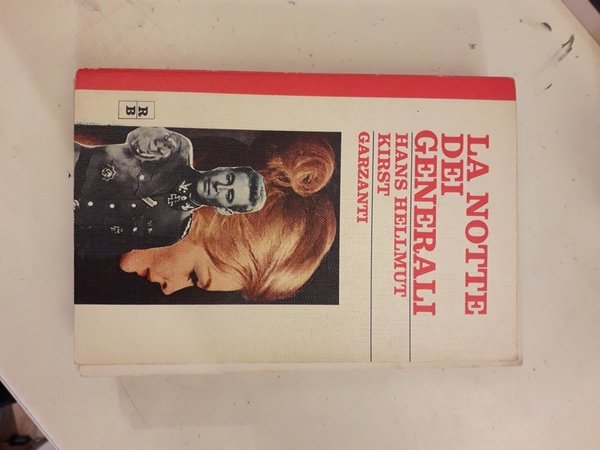 LA NOTTE
DEI
GENERALI
HANS HELLMUT
KIRST
GARZANTI
R
B